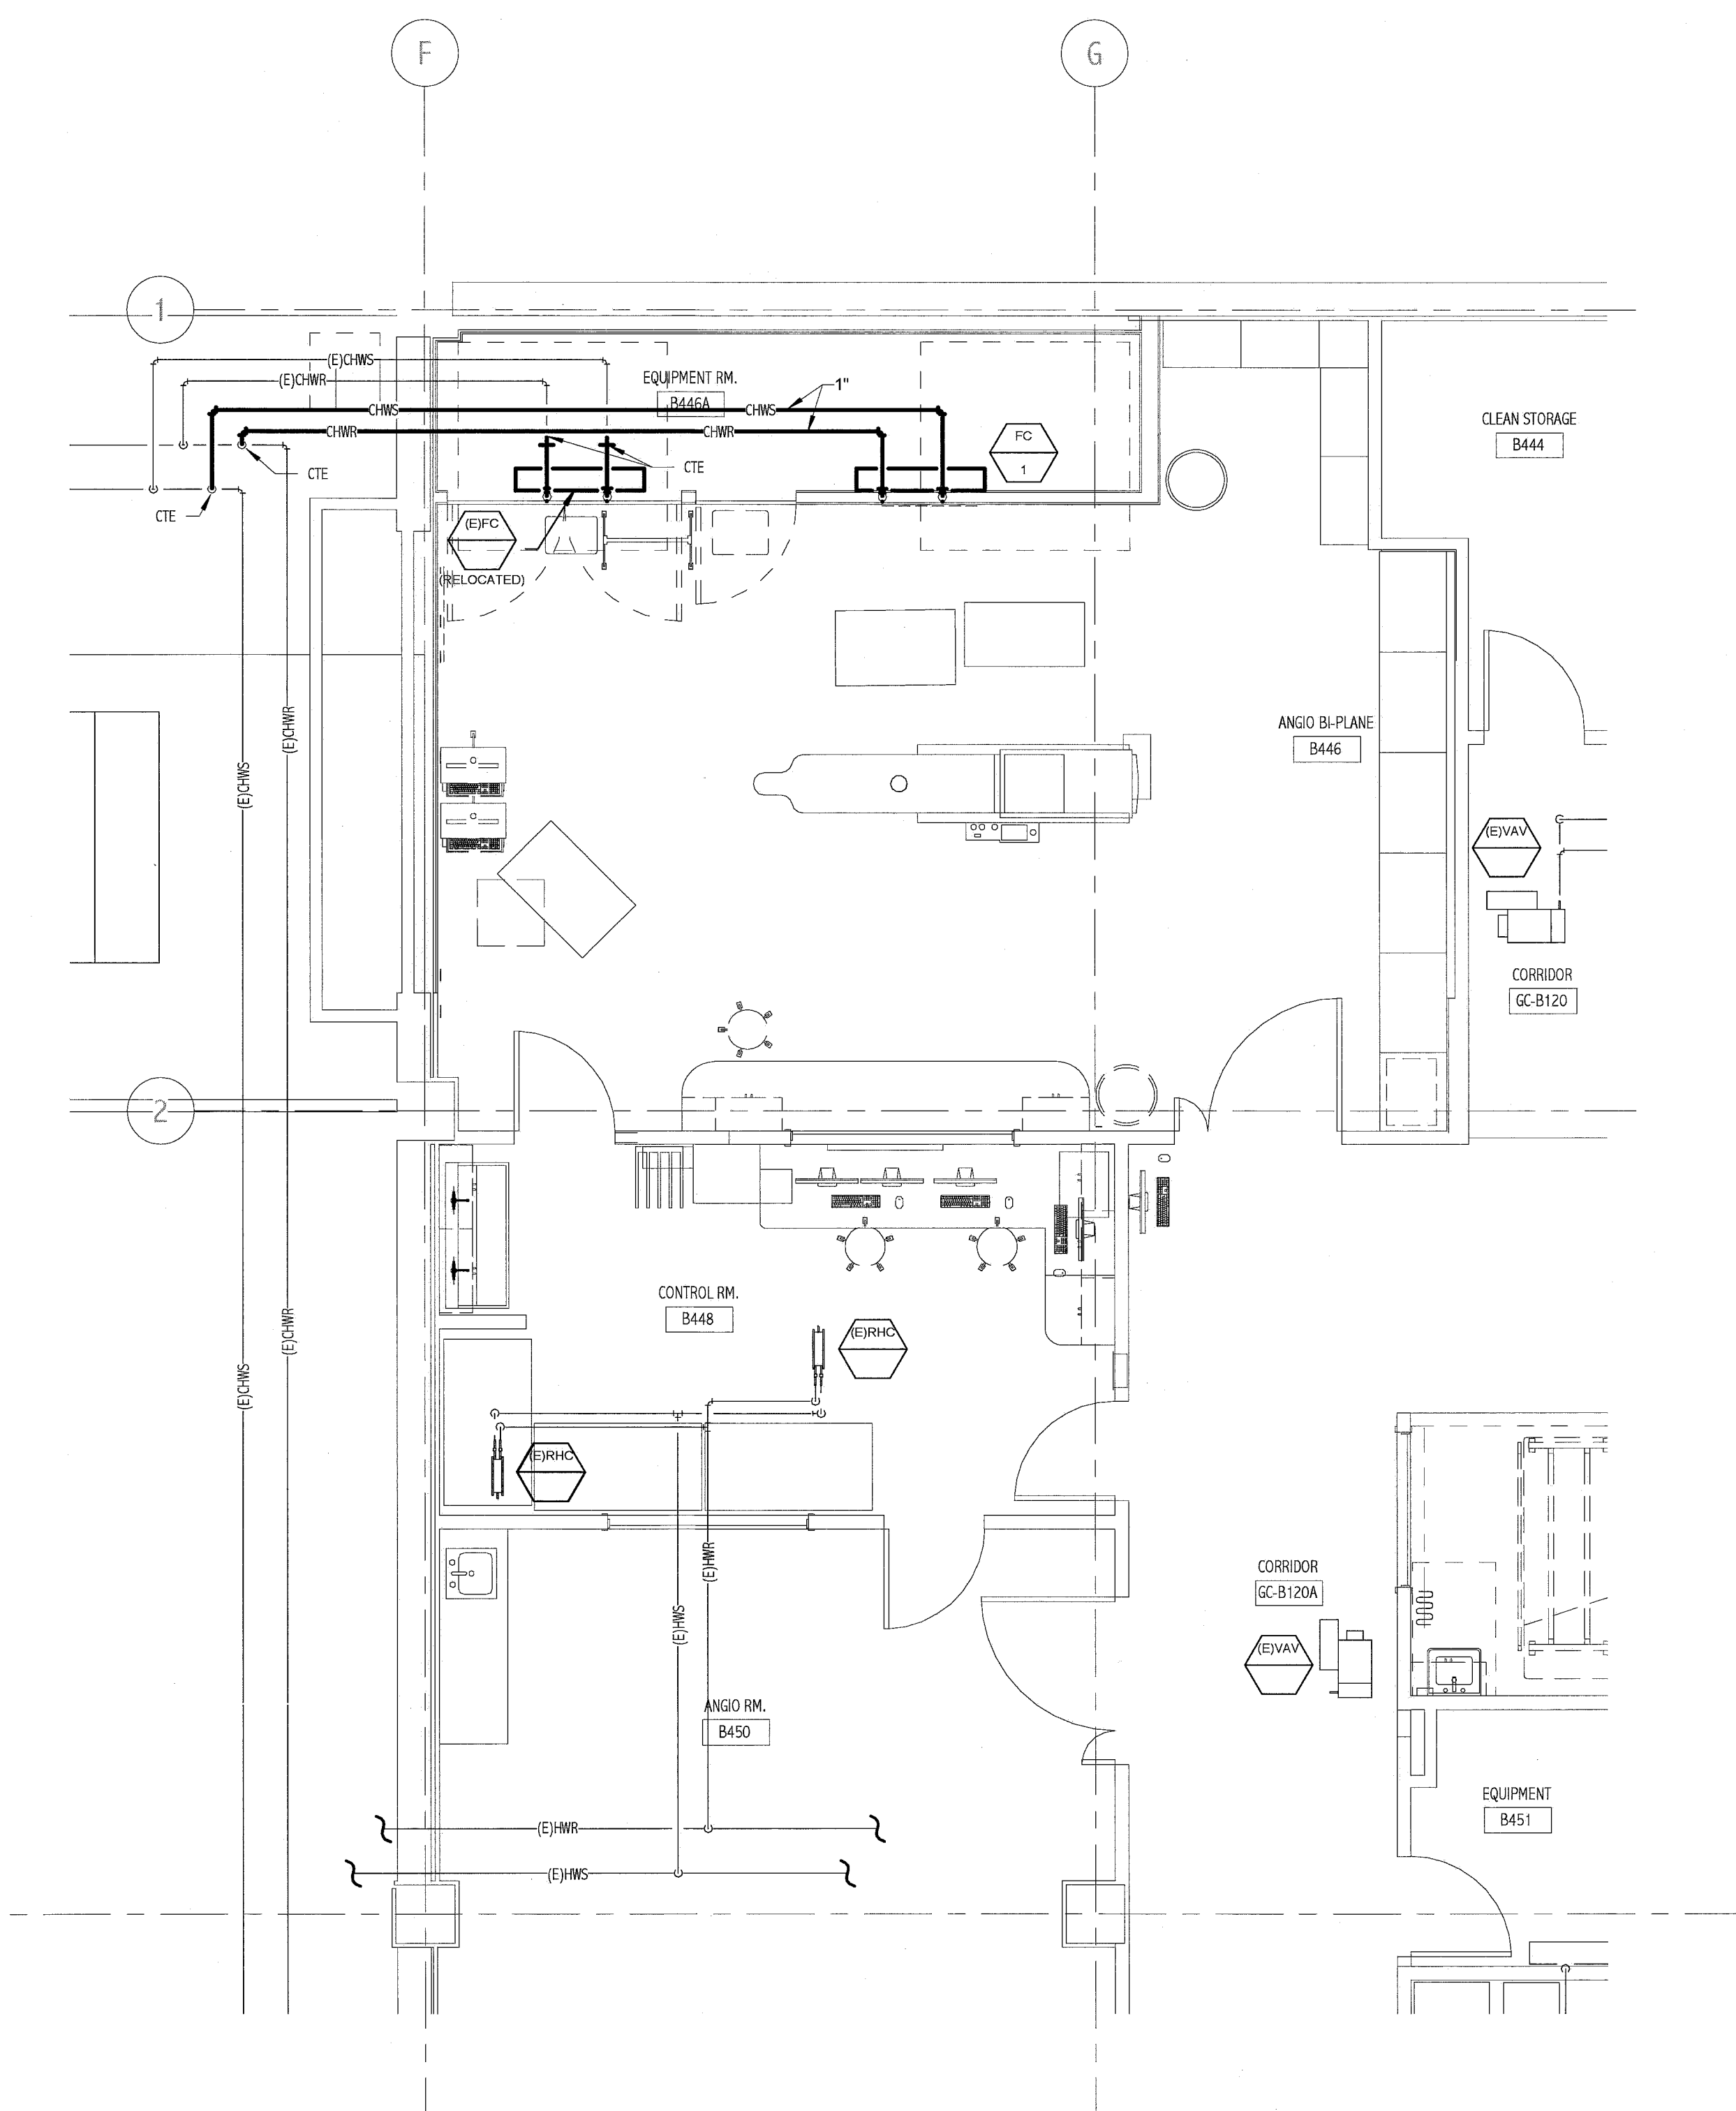 F
G
1
(E)CHWS
(E)CHWR
EQUIPMENT RM.
B446A
1"
CHWS
CHWS
CHWR
CHWR
CLEAN STORAGE
B444
FC
1
CTE
CTE
CTE
(E)FC
(RELOCATED)
(E)CHWR
(E)CHWS
ANGIO BI-PLANE
B446
(E)VAV
CORRIDOR
GC-B120
2
CONTROL RM.
B448
(E)RHC
(E)CHWR
(E)CHWS
(E)RHC
(E)HWR
(E)HWS
CORRIDOR
GC-B120A
(E)VAV
ANGIO RM.
B450
EQUIPMENT
B451
(E)HWR
(E)HWS